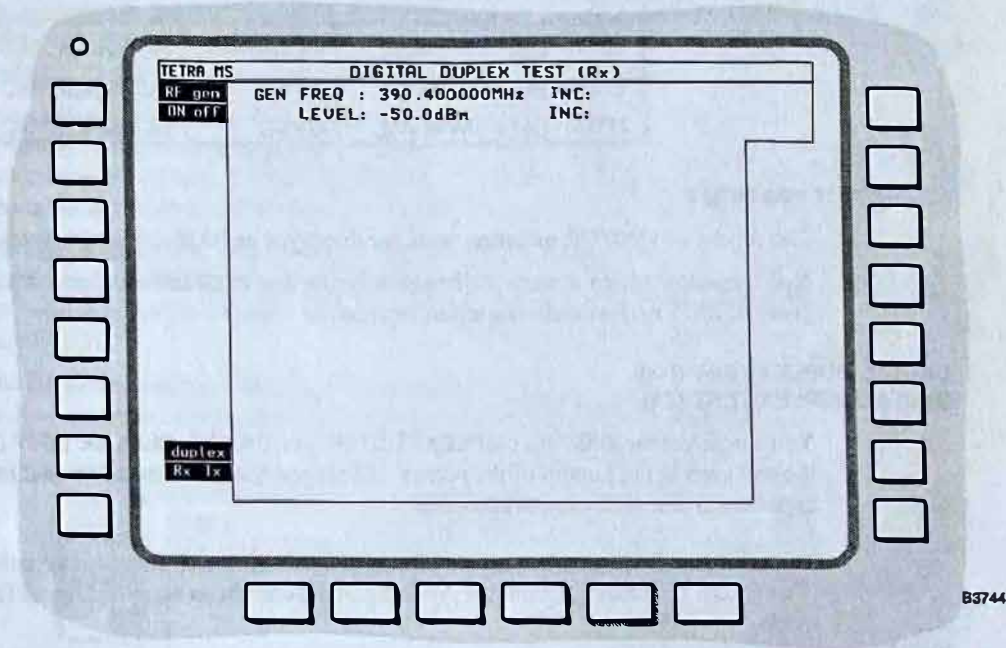 TETRA MS DIGITAL DUPLEX TEST (Rx)
RF gen GEN FREQ : 390.400000MHz INC:
ON off LEVEL: -50.0dBm INC:
duplex
Rx Tx
B3744